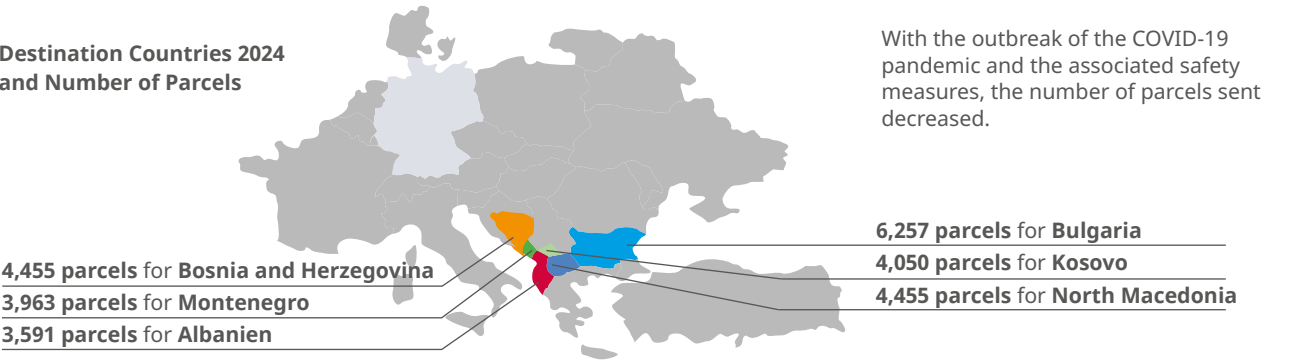 Destination Countries 2024
and Number of Parcels
With the outbreak of the COVID-19
pandemic and the associated safety
measures, the number of parcels sent
decreased.
4,455 parcels for Bosnia and Herzegovina
3,963 parcels for Montenegro
3,591 parcels for Albanien
6,257 parcels for Bulgaria
4,050 parcels for Kosovo
4,455 parcels for North Macedonia